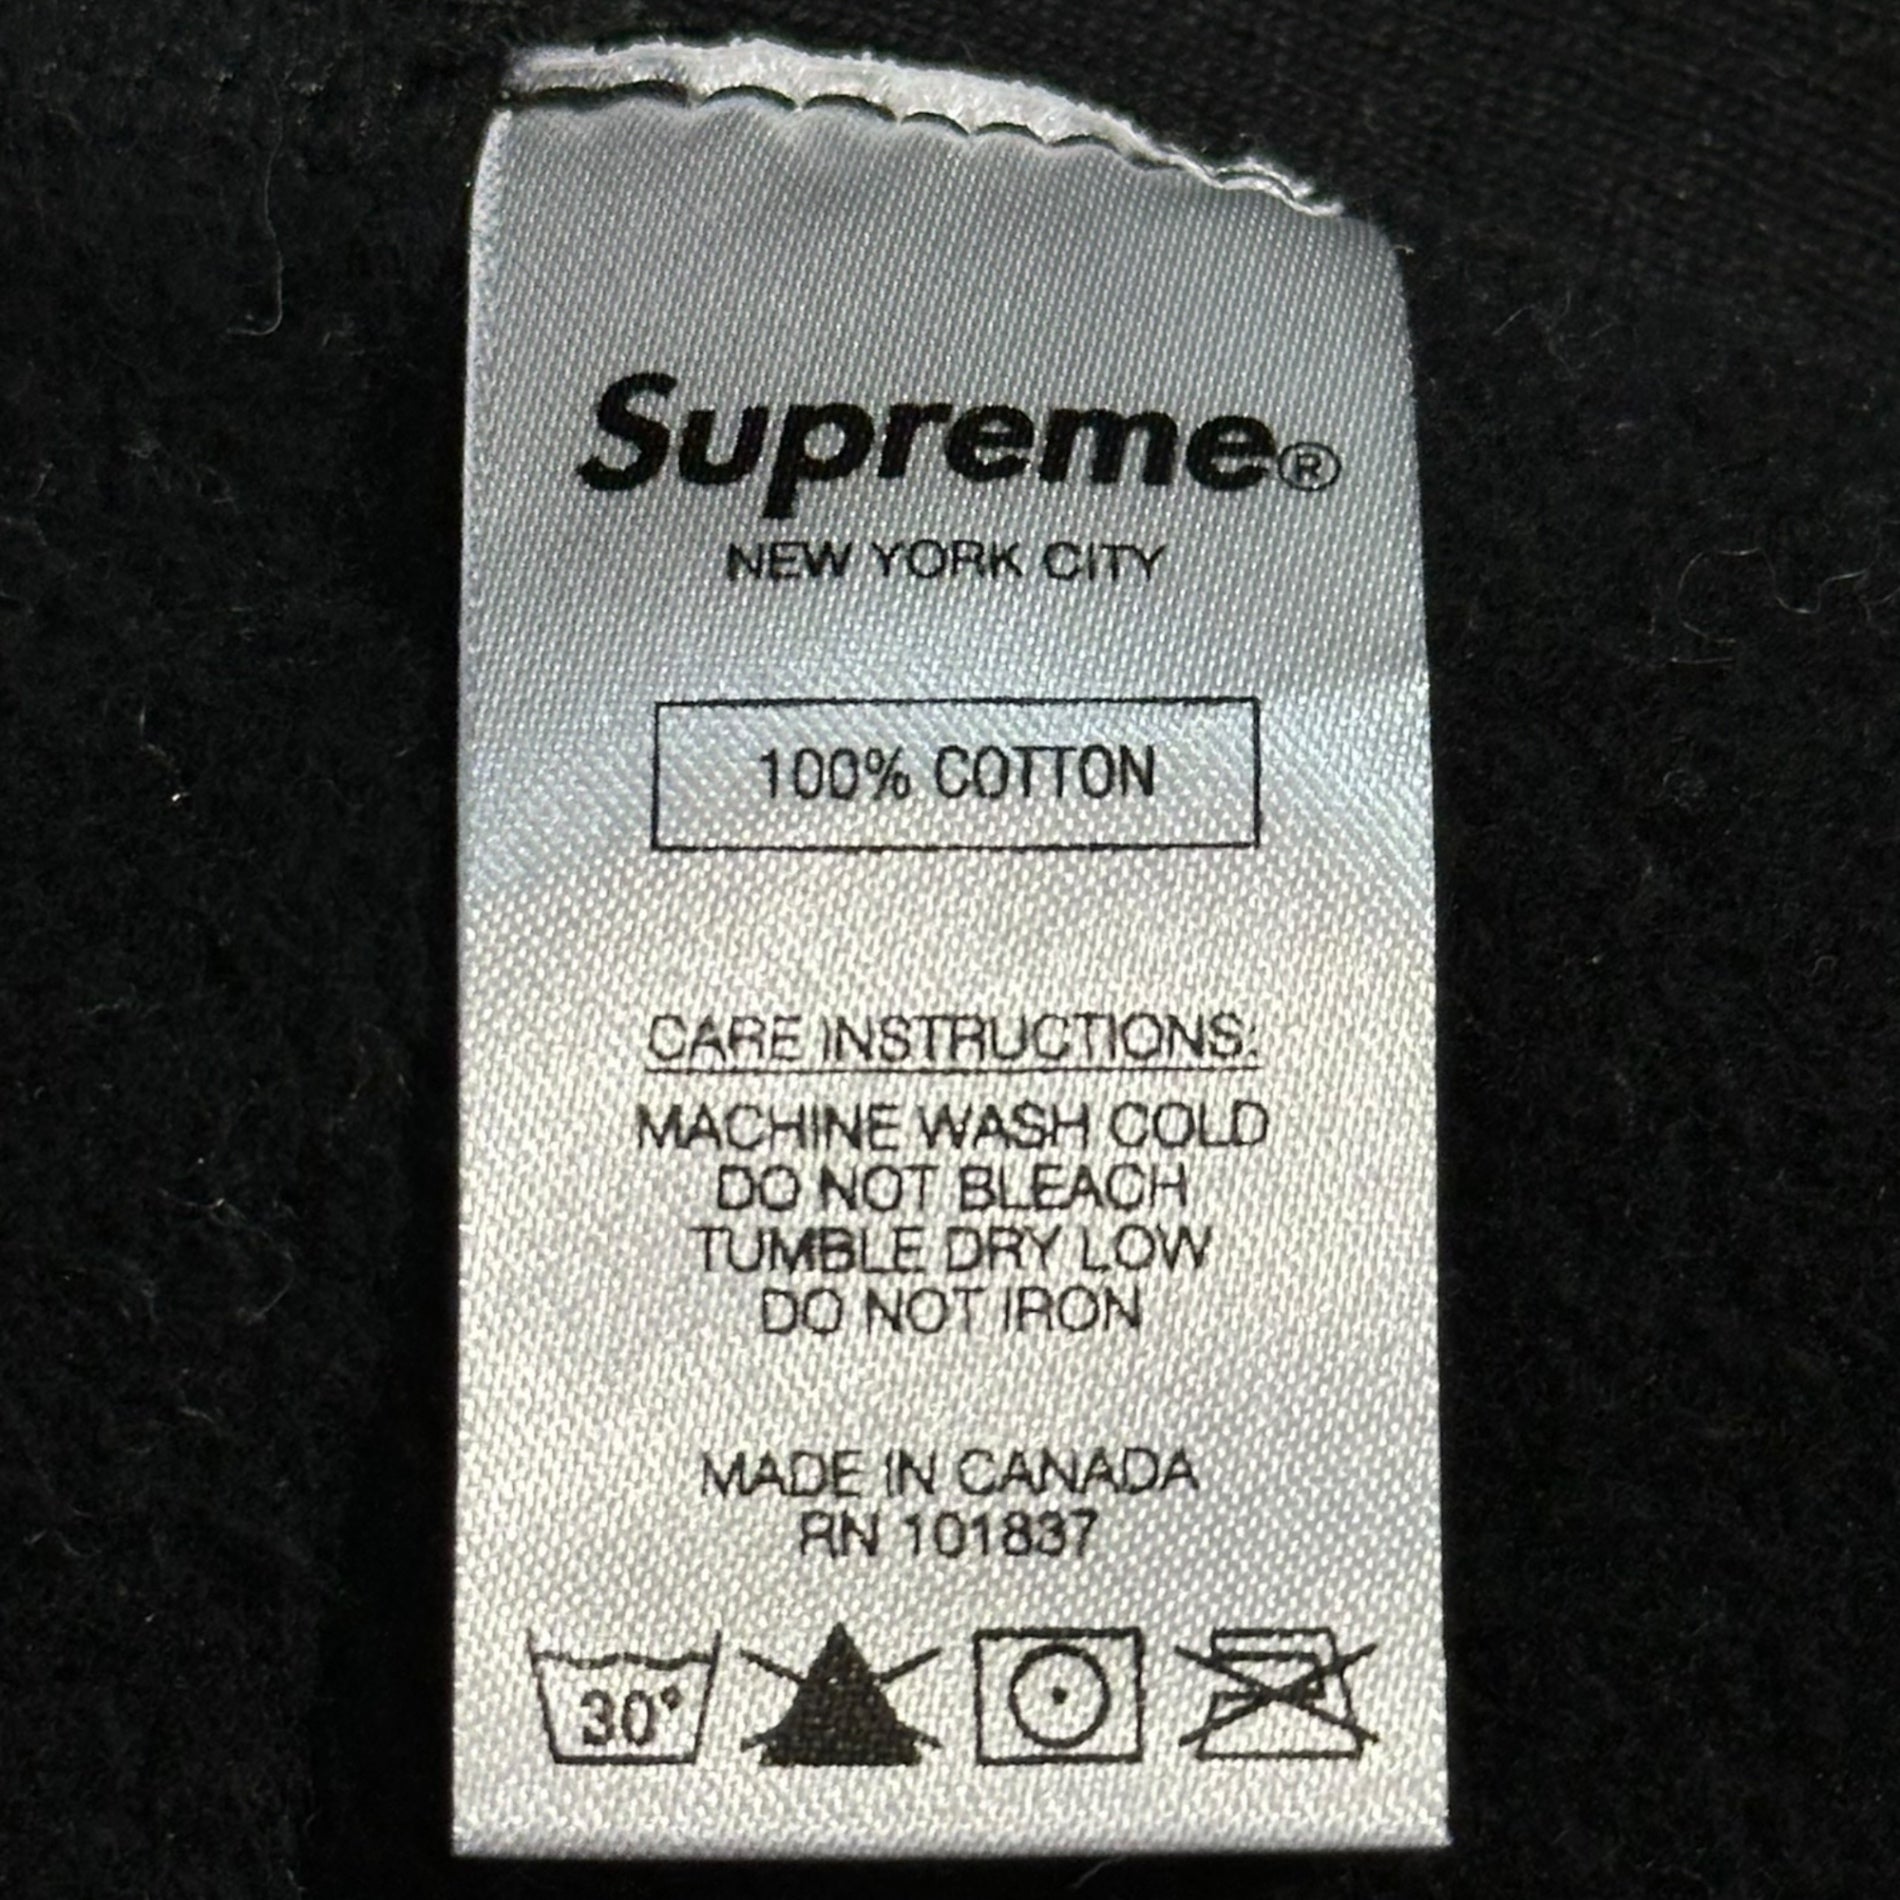 Supreme®
NEW YORK CITY
100% COTTON
CARE INSTRUCTIONS:
MACHINE WASH COLD
DO NOT BLEACH
TUMBLE DRY LOW
DO NOT IRON
MADE IN CANADA
RN 101837
30°